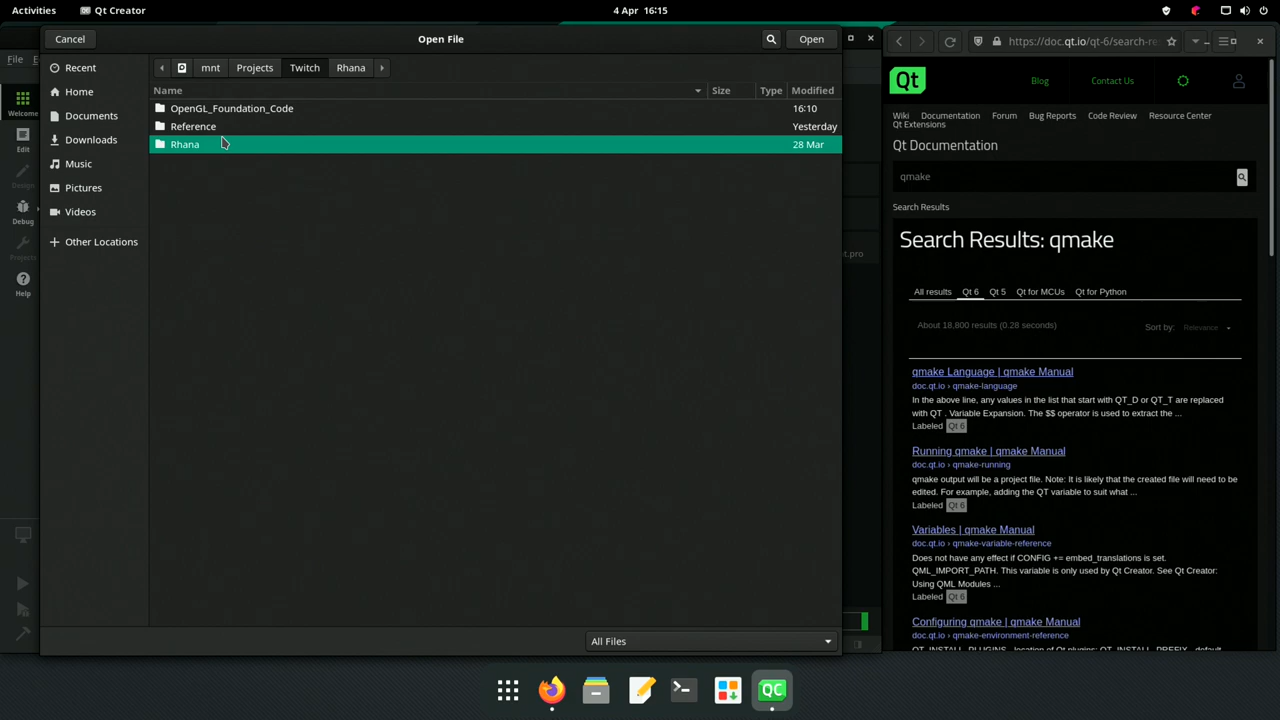 Activities
Qt Creator
4 Apr 16:15
Cancel
Open File
Open
File
mnt
Projects
Twitch
Rhana
Name
Size
Type
Modified
OpenGL_Foundation_Code
16:10
Reference
Yesterday
Rhana
28 Mar
Recent
Home
Documents
Downloads
Music
Pictures
Videos
Other Locations
Welcome
Edit
Design
Debug
Projects
Help
t.pro
All Files
QC
https://doc.qt.io/qt-6/search-re
Qt
Blog
Contact Us
Wiki Documentation Forum Bug Reports Code Review Resource Center
Qt Extensions
Qt Documentation
qmake
Search Results
Search Results: qmake
All results Qt 6 Qt 5 Qt for MCUs Qt for Python
About 18,800 results (0.28 seconds)
Sort by: Relevance
qmake Language | qmake Manual
doc.qt.io › qmake-language
In the above line, any values in the list that start with QT_D or QT_T are replaced
with QT . Variable Expansion. The $$ operator is used to extract the ...
Labeled Qt 6
Running qmake | qmake Manual
doc.qt.io › qmake-running
qmake output will be a project file. Note: It is likely that the created file will need to be
edited. For example, adding the QT variable to suit what ...
Labeled Qt 6
Variables | qmake Manual
doc.qt.io › qmake-variable-reference
Does not have any effect if CONFIG += embed_translations is set.
QML_IMPORT_PATH. This variable is only used by Qt Creator. See Qt Creator:
Using QML Modules ...
Labeled Qt 6
Configuring qmake | qmake Manual
doc.qt.io › qmake-environment-reference
QT_INSTALL_PLUGINS - location of Qt plugins; QT_INSTALL_PREFIX - default